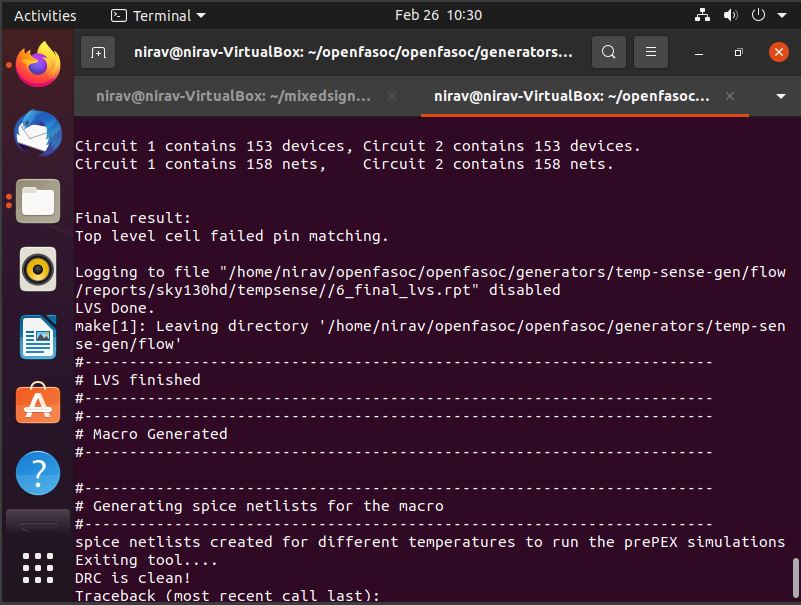 Activities Terminal Feb 26 10:30
nirav@nirav-VirtualBox: ~/openfasoc/openfasoc/generators...
nirav@nirav-VirtualBox: ~/mixedsign... nirav@nirav-VirtualBox: ~/openfasoc...
Circuit 1 contains 153 devices, Circuit 2 contains 153 devices.
Circuit 1 contains 158 nets,    Circuit 2 contains 158 nets.
Final result:
Top level cell failed pin matching.
Logging to file "/home/nirav/openfasoc/openfasoc/generators/temp-sense-gen/flow
/reports/sky130hd/tempsense//6_final_lvs.rpt" disabled
LVS Done.
make[1]: Leaving directory '/home/nirav/openfasoc/openfasoc/generators/temp-sen
se-gen/flow'
#----------------------------------------------------------------------
# LVS finished
#----------------------------------------------------------------------
#----------------------------------------------------------------------
# Macro Generated
#----------------------------------------------------------------------
#----------------------------------------------------------------------
# Generating spice netlists for the macro
#----------------------------------------------------------------------
spice netlists created for different temperatures to run the prePEX simulations
Exiting tool....
DRC is clean!
Traceback (most recent call last):